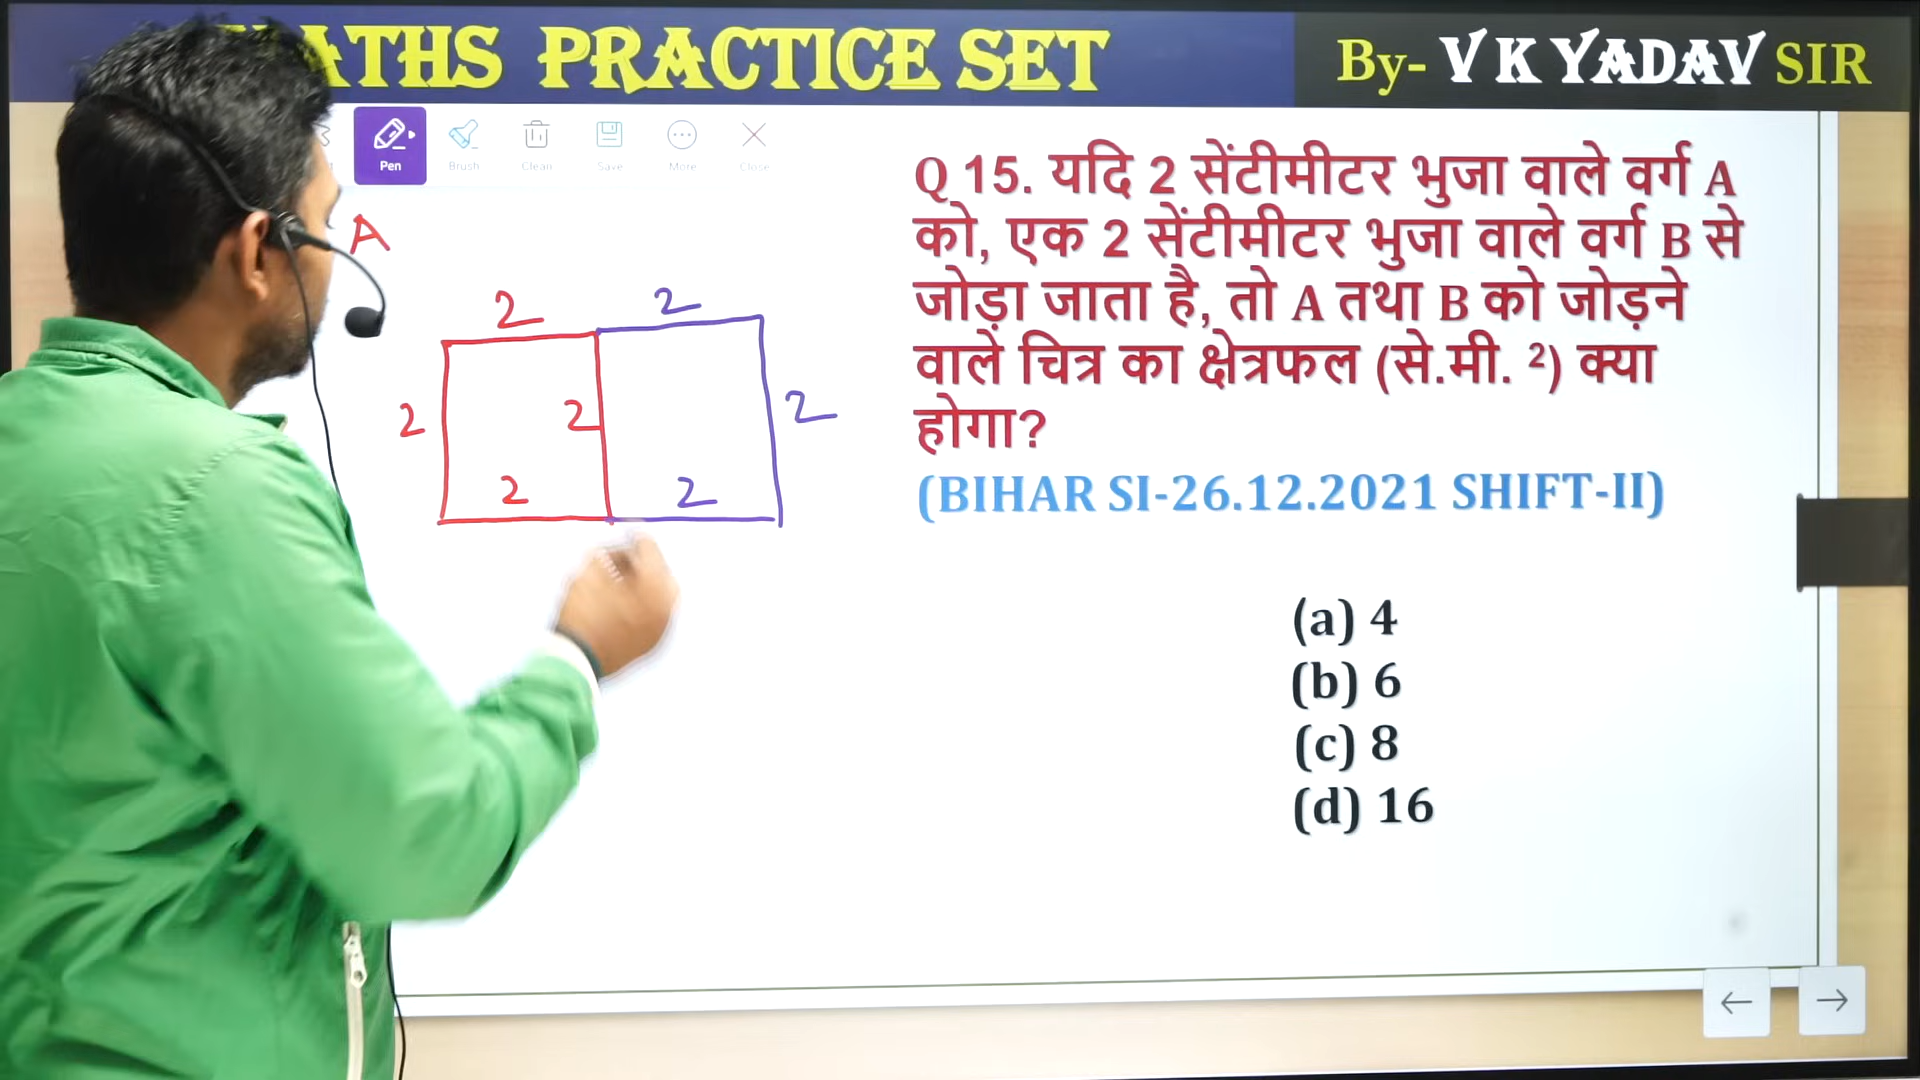 MATHS PRACTICE SET
By- V K YADAV SIR
Pen
Brush
Clean
Save
More
Close
Q 15. यदि 2 सेंटीमीटर भुजा वाले वर्ग A
को, एक 2 सेंटीमीटर भुजा वाले वर्ग B से
जोड़ा जाता है, तो A तथा B को जोड़ने
वाले चित्र का क्षेत्रफल (से.मी. ²) क्या
होगा?
(BIHAR SI-26.12.2021 SHIFT-II)
(a) 4
(b) 6
(c) 8
(d) 16
A
2 2
2 2 2
2 2